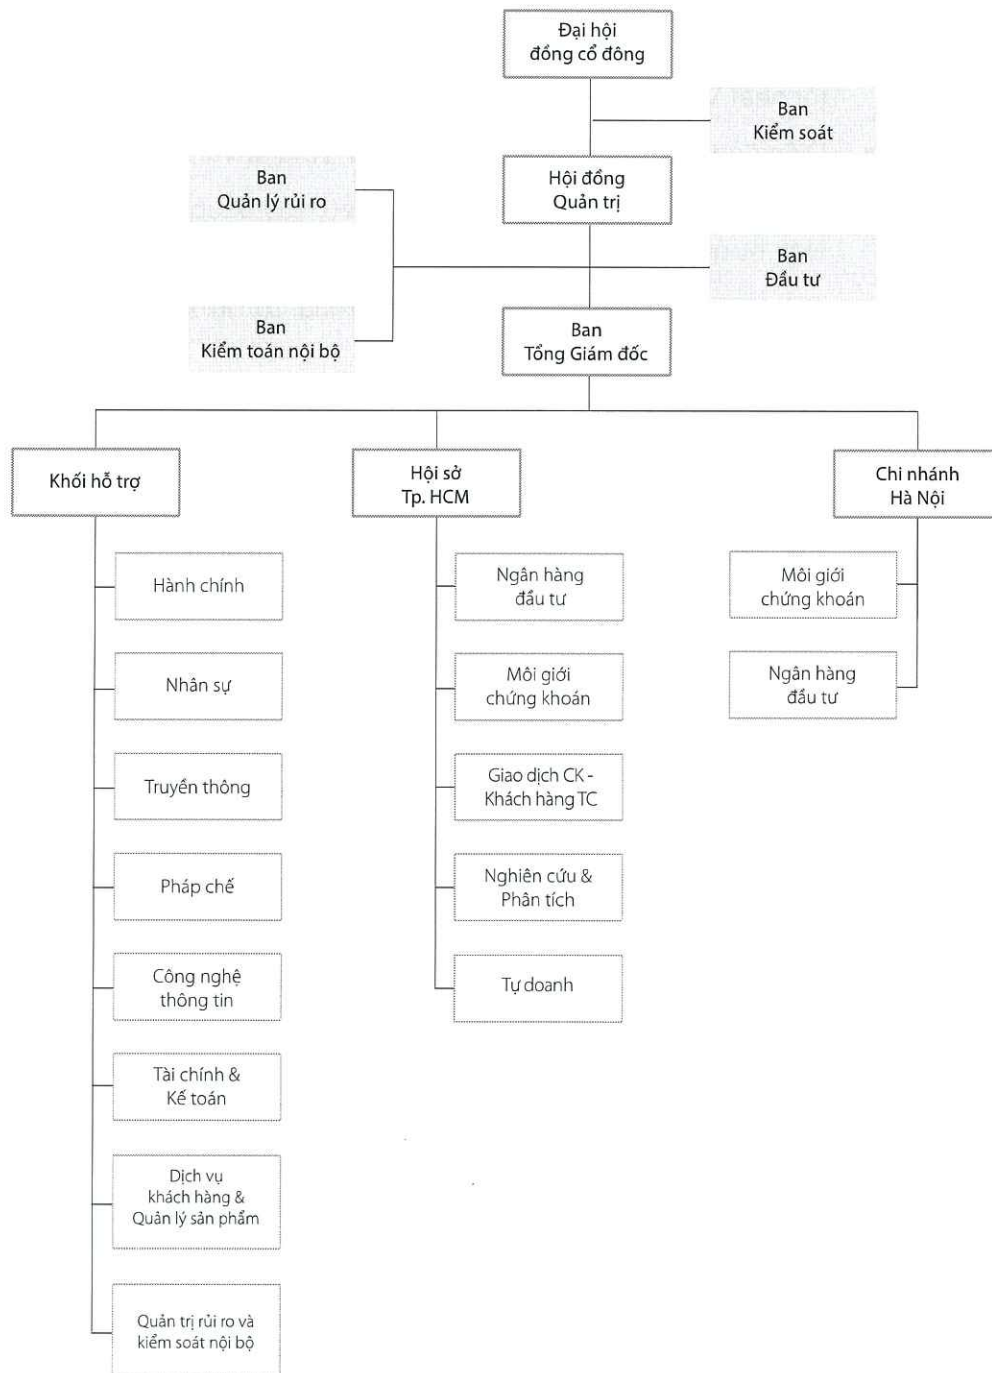 Đại hội
đồng cổ đông
Ban
Kiểm soát
Ban
Quản lý rủi ro
Hội đồng
Quản trị
Ban
Đầu tư
Ban
Kiểm toán nội bộ
Ban
Tổng Giám đốc
Khối hỗ trợ
Hội sở
Tp. HCM
Chi nhánh
Hà Nội
Hành chính
Nhân sự
Truyền thông
Pháp chế
Công nghệ
thông tin
Tài chính &
Kế toán
Dịch vụ
khách hàng &
Quản lý sản phẩm
Quản trị rủi ro và
kiểm soát nội bộ
Ngân hàng
đầu tư
Môi giới
chứng khoán
Giao dịch CK -
Khách hàng TC
Nghiên cứu &
Phân tích
Tự doanh
Môi giới
chứng khoán
Ngân hàng
đầu tư